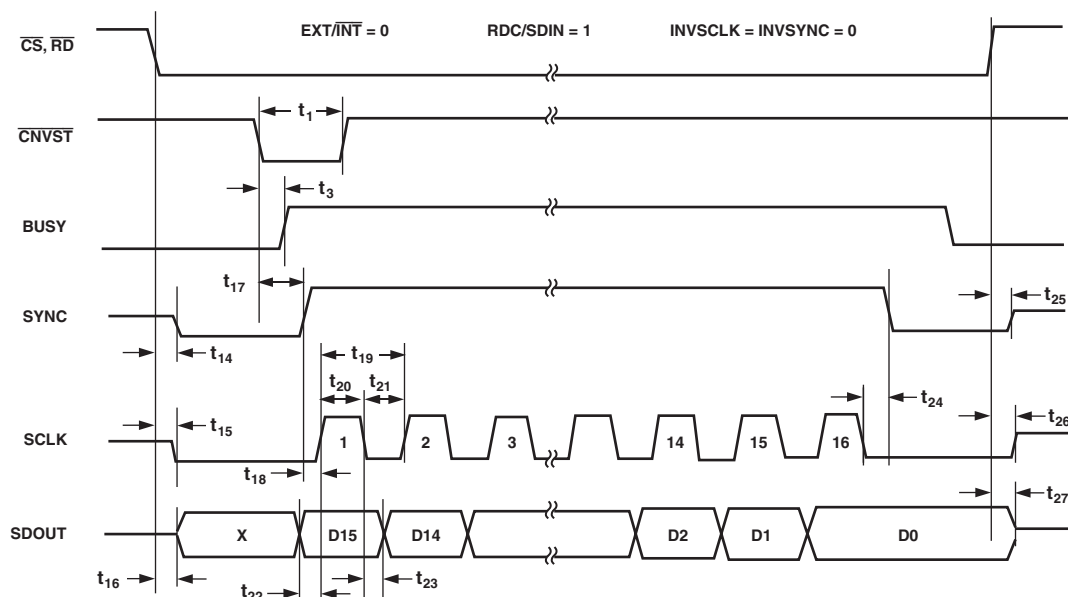 EXT/INT = 0 RDC/SDIN = 1 INVSCLK = INVSYNC = 0
CS, RD
t1
CNVST
t3
BUSY
t17
SYNC
t25
t14
t19
t20 t21
t24
SCLK
1 2 3 14 15 16
t15
t26
t18
t27
SDOUT
X D15 D14 D2 D1 D0
t16
t22
t23